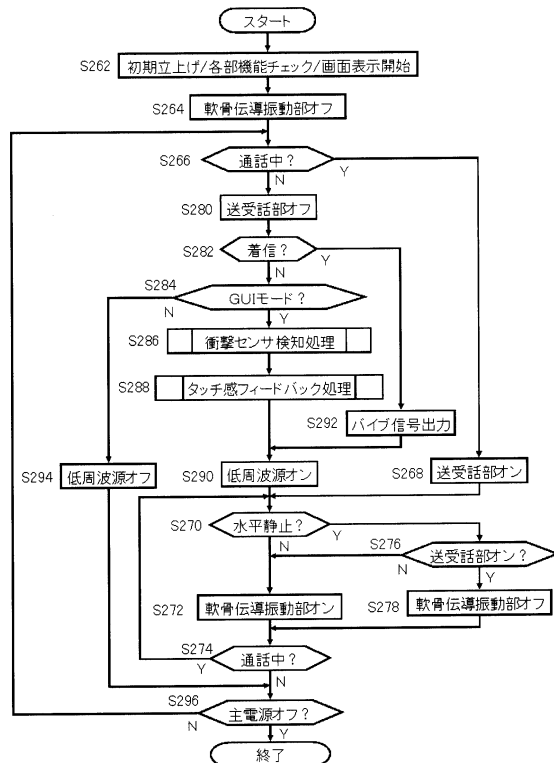 スタート
S262 初期立上げ/各部機能チェック/画面表示開始
S264 軟骨伝導振動部オフ
S266 通話中?
Y
N
S280 送受話部オフ
S282 着信?
Y
N
S284 GUIモード?
N
Y
S286 衝撃センサ検知処理
S288 タッチ感フィードバック処理
S292 バイブ信号出力
S294 低周波源オフ
S290 低周波源オン
S268 送受話部オン
S270 水平静止?
Y
N
S276 送受話部オン?
N
Y
S272 軟骨伝導振動部オン
S278 軟骨伝導振動部オフ
S274 通話中?
Y
N
S296 主電源オフ?
N
Y
終了